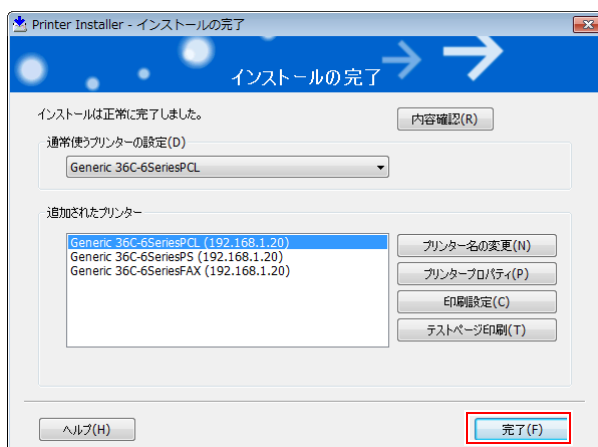 Printer Installer - インストールの完了
インストールの完了
インストールは正常に完了しました。
内容確認(R)
通常使うプリンターの設定(D)
Generic 36C-6SeriesPCL
追加されたプリンター
Generic 36C-6SeriesPCL (192.168.1.20)
Generic 36C-6SeriesPS (192.168.1.20)
Generic 36C-6SeriesFAX (192.168.1.20)
プリンター名の変更(N)
プリンタープロパティ(P)
印刷設定(C)
テストページ印刷(T)
ヘルプ(H)
完了(F)